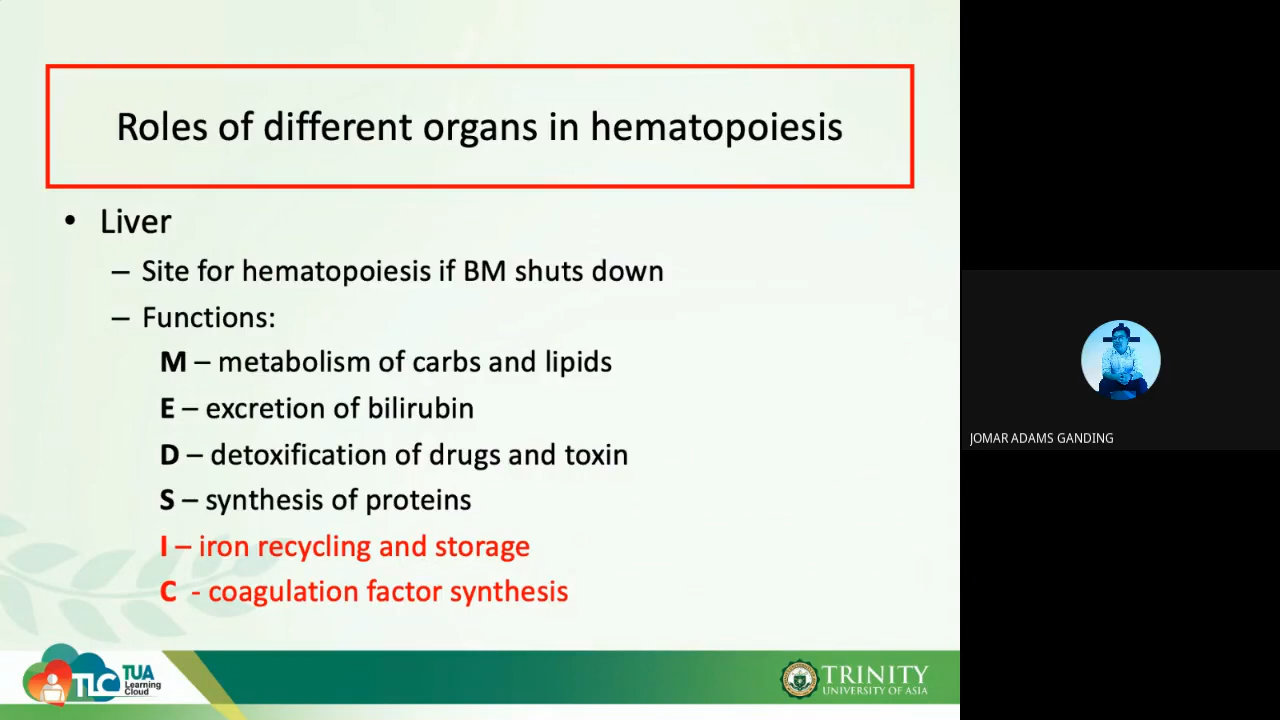 Roles of different organs in hematopoiesis
• Liver
– Site for hematopoiesis if BM shuts down
– Functions:
M – metabolism of carbs and lipids
E – excretion of bilirubin
D – detoxification of drugs and toxin
S – synthesis of proteins
I – iron recycling and storage
C - coagulation factor synthesis
JOMAR ADAMS GANDING
TLC TUA
Learning
Cloud
TRINITY
UNIVERSITY OF ASIA